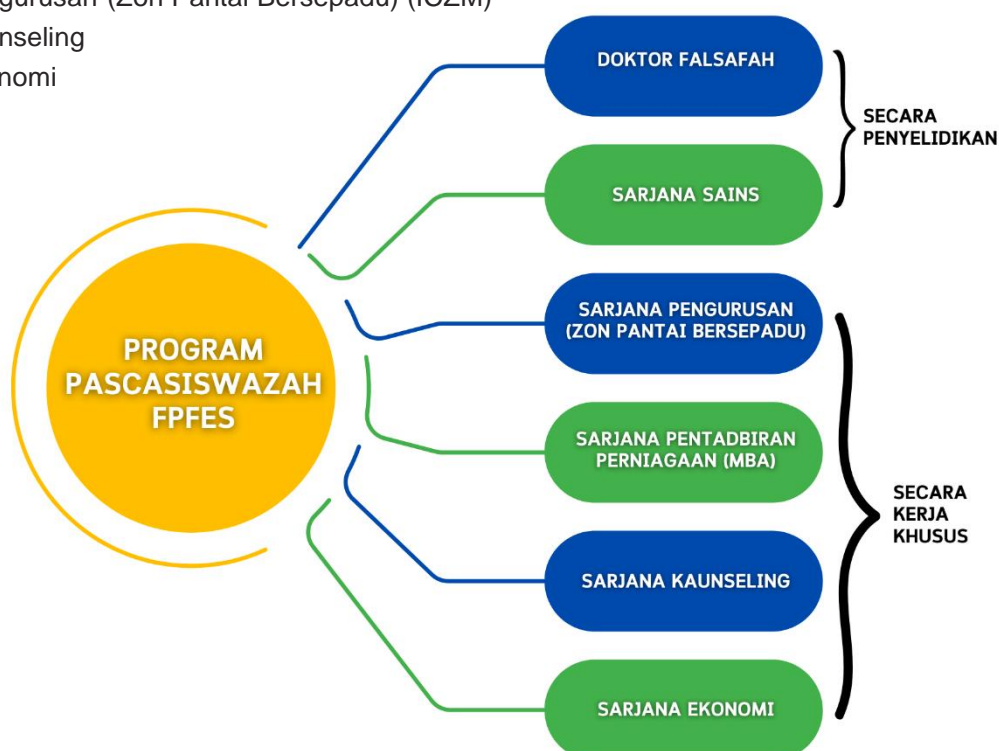 gurusan (Zon Pantai Bersepadu) (ICZM)
nseling
nomi
DOKTOR FALSAFAH
SECARA
PENYELIDIKAN
SARJANA SAINS
SARJANA PENGURUSAN
(ZON PANTAI BERSEPADU)
PROGRAM
PASCASISWAZAH
FPFES
SARJANA PENTADBIRAN
PERNIAGAAN (MBA)
SECARA
KERJA
KHUSUS
SARJANA KAUNSELING
SARJANA EKONOMI